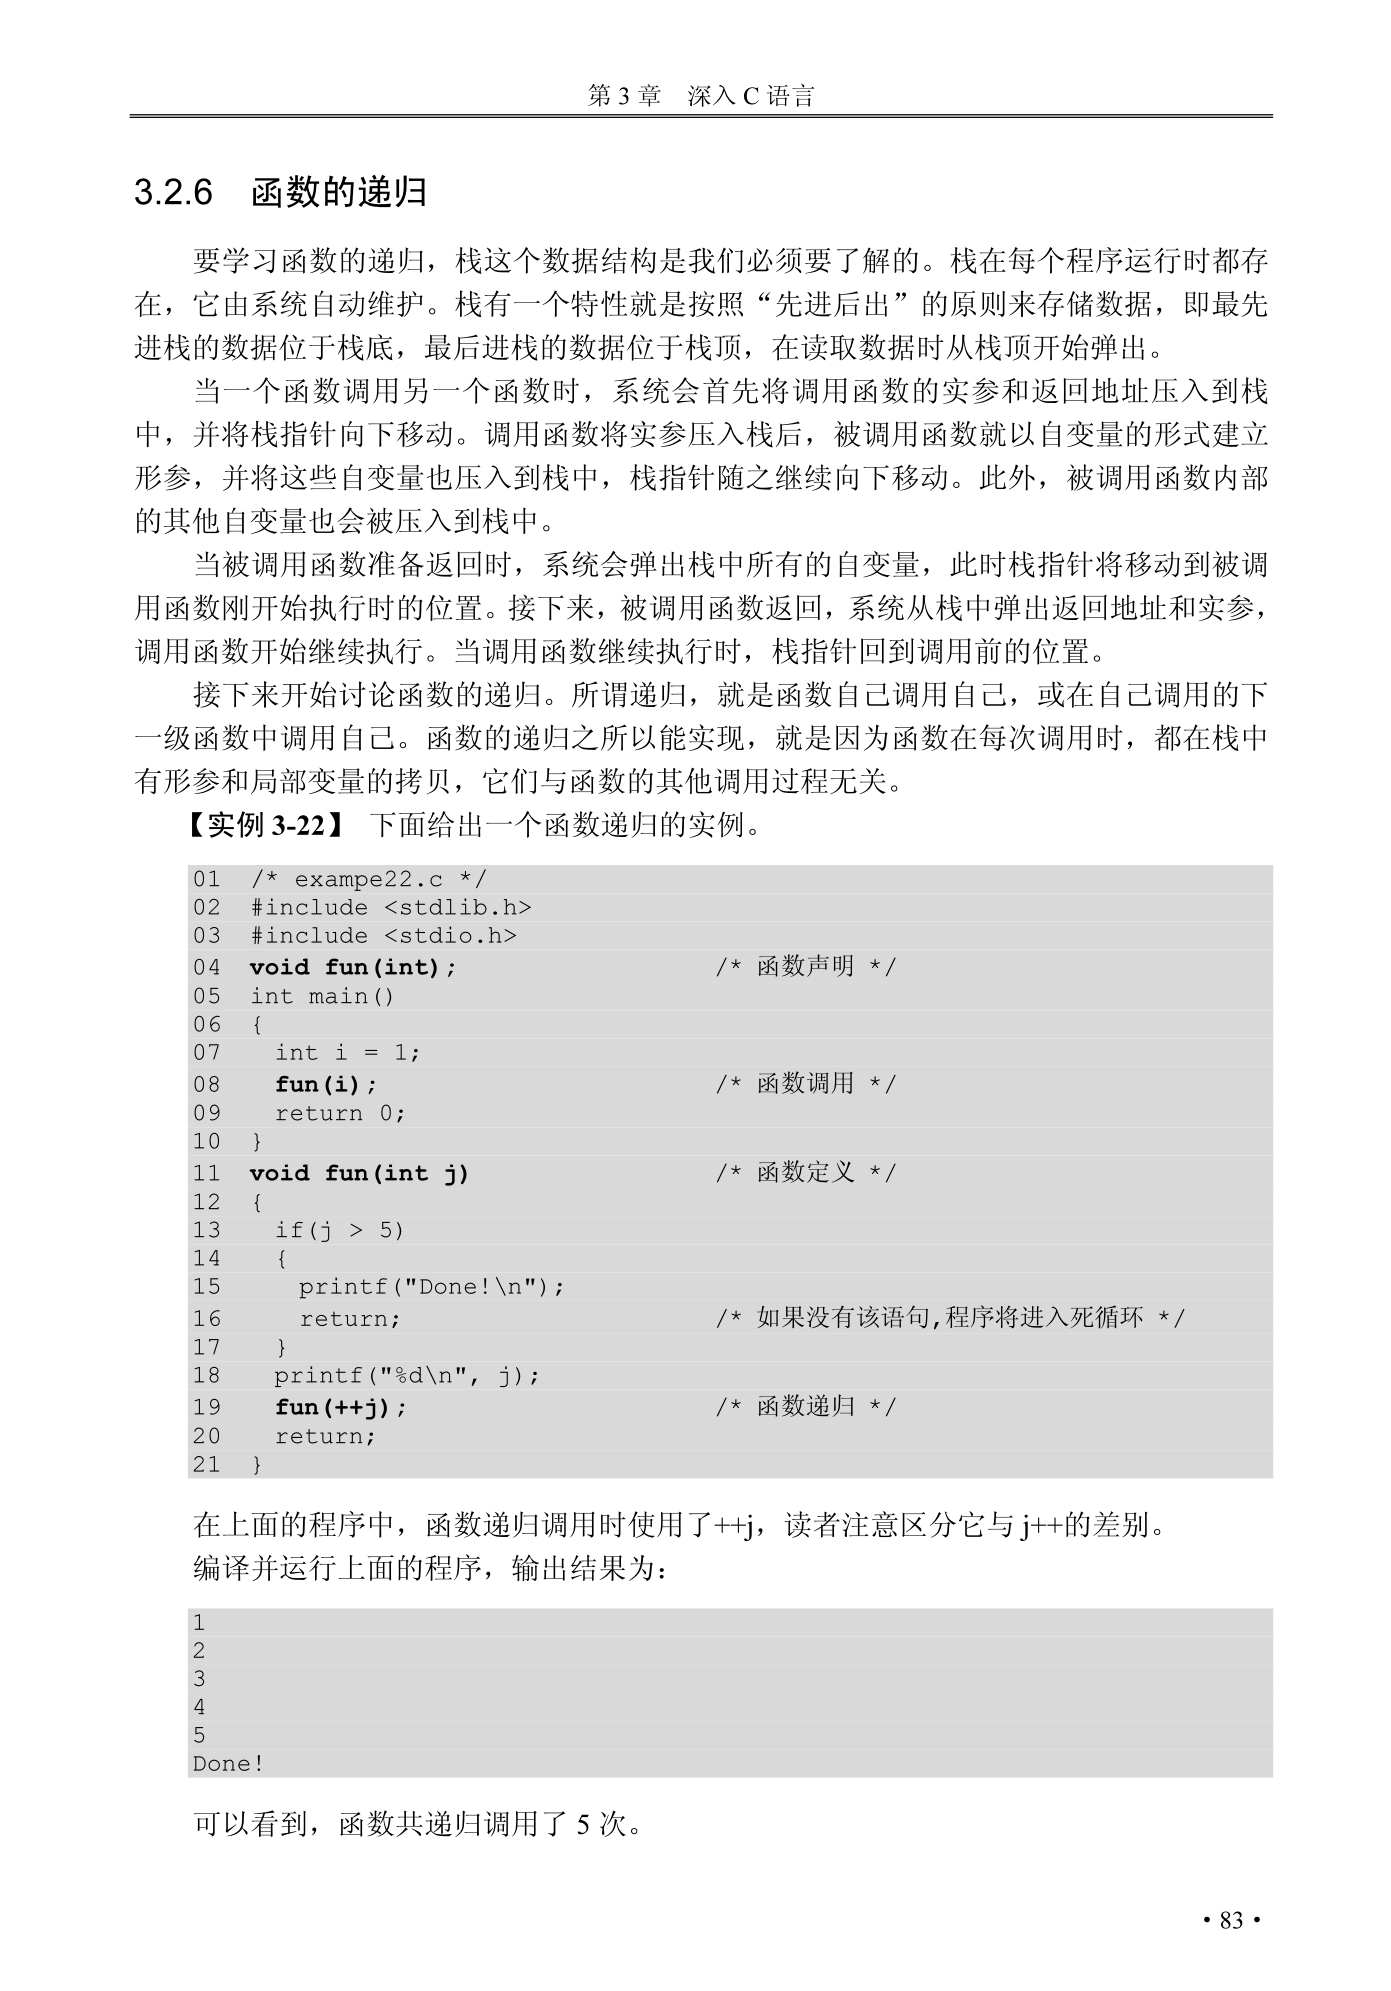 第 3 章　深入 C 语言
3.2.6　函数的递归
要学习函数的递归，栈这个数据结构是我们必须要了解的。栈在每个程序运行时都存
在，它由系统自动维护。栈有一个特性就是按照“先进后出”的原则来存储数据，即最先
进栈的数据位于栈底，最后进栈的数据位于栈顶，在读取数据时从栈顶开始弹出。
当一个函数调用另一个函数时，系统会首先将调用函数的实参和返回地址压入到栈
中，并将栈指针向下移动。调用函数将实参压入栈后，被调用函数就以自变量的形式建立
形参，并将这些自变量也压入到栈中，栈指针随之继续向下移动。此外，被调用函数内部
的其他自变量也会被压入到栈中。
当被调用函数准备返回时，系统会弹出栈中所有的自变量，此时栈指针将移动到被调
用函数刚开始执行时的位置。接下来，被调用函数返回，系统从栈中弹出返回地址和实参，
调用函数开始继续执行。当调用函数继续执行时，栈指针回到调用前的位置。
接下来开始讨论函数的递归。所谓递归，就是函数自己调用自己，或在自己调用的下
一级函数中调用自己。函数的递归之所以能实现，就是因为函数在每次调用时，都在栈中
有形参和局部变量的拷贝，它们与函数的其他调用过程无关。
【实例 3-22】 下面给出一个函数递归的实例。
01 /* exampe22.c */
02 #include <stdlib.h>
03 #include <stdio.h>
04 void fun(int); /* 函数声明 */
05 int main()
06 {
07 int i = 1;
08 fun(i); /* 函数调用 */
09 return 0;
10 }
11 void fun(int j) /* 函数定义 */
12 {
13 if(j > 5)
14 {
15 printf("Done!\n");
16 return; /* 如果没有该语句,程序将进入死循环 */
17 }
18 printf("%d\n", j);
19 fun(++j); /* 函数递归 */
20 return;
21 }
在上面的程序中，函数递归调用时使用了++j，读者注意区分它与 j++的差别。
编译并运行上面的程序，输出结果为：
1
2
3
4
5
Done!
可以看到，函数共递归调用了 5 次。
·83·